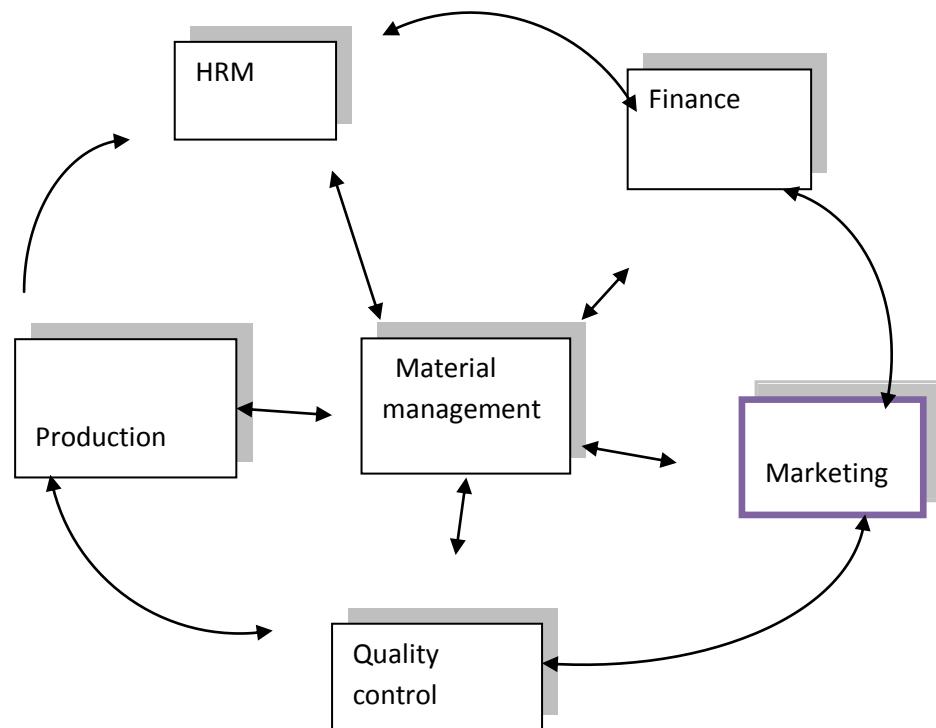 HRM
Finance
Material
management
Production
Marketing
Quality
control